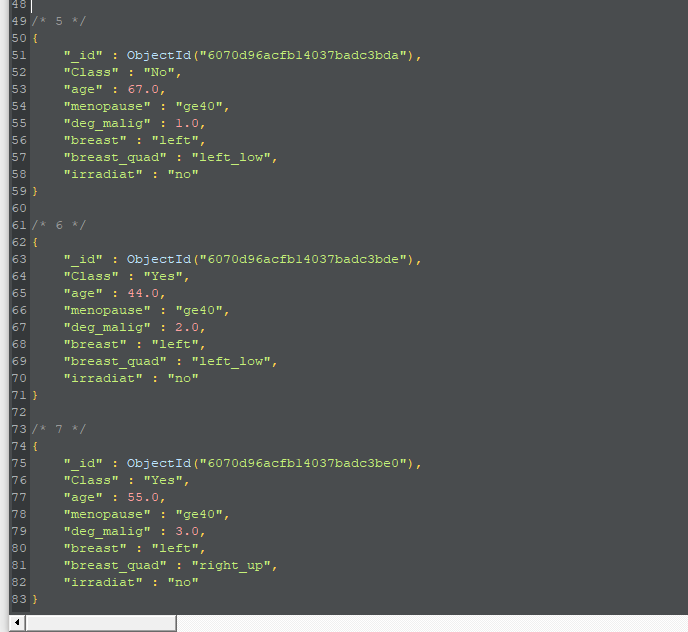 48
49 /* 5 */
50 {
51     "_id" : ObjectId("6070d96acfb14037badc3bda"),
52     "Class" : "No",
53     "age" : 67.0,
54     "menopause" : "ge40",
55     "deg_malig" : 1.0,
56     "breast" : "left",
57     "breast_quad" : "left_low",
58     "irradiat" : "no"
59 }
60
61 /* 6 */
62 {
63     "_id" : ObjectId("6070d96acfb14037badc3bde"),
64     "Class" : "Yes",
65     "age" : 44.0,
66     "menopause" : "ge40",
67     "deg_malig" : 2.0,
68     "breast" : "left",
69     "breast_quad" : "left_low",
70     "irradiat" : "no"
71 }
72
73 /* 7 */
74 {
75     "_id" : ObjectId("6070d96acfb14037badc3be0"),
76     "Class" : "Yes",
77     "age" : 55.0,
78     "menopause" : "ge40",
79     "deg_malig" : 3.0,
80     "breast" : "left",
81     "breast_quad" : "right_up",
82     "irradiat" : "no"
83 }